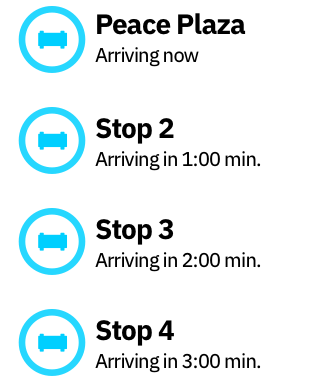 Peace Plaza
Arriving now
Stop 2
Arriving in 1:00 min.
Stop 3
Arriving in 2:00 min.
Stop 4
Arriving in 3:00 min.